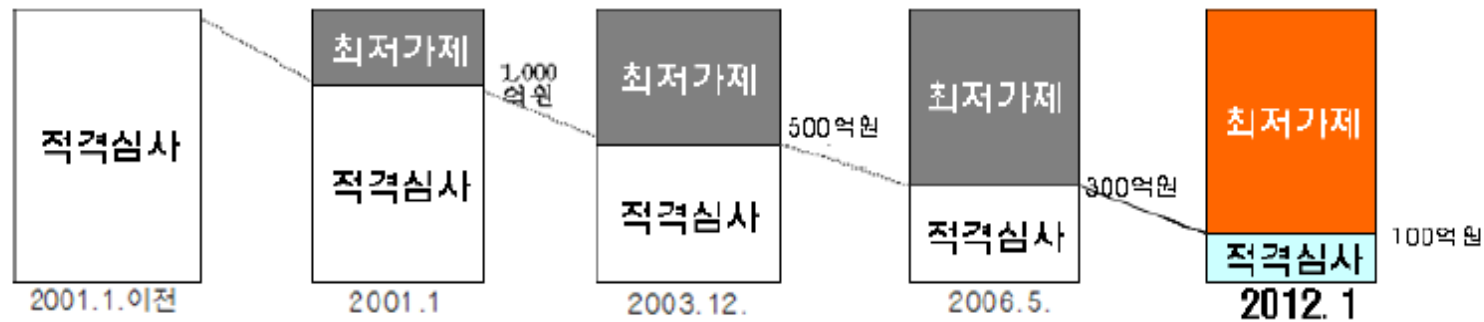 적격심사
2001.1.이전
최저가제
1,000
억원
적격심사
2001.1
최저가제
500억원
적격심사
2003.12.
최저가제
300억원
적격심사
2006.5.
최저가제
100억원
적격심사
2012. 1